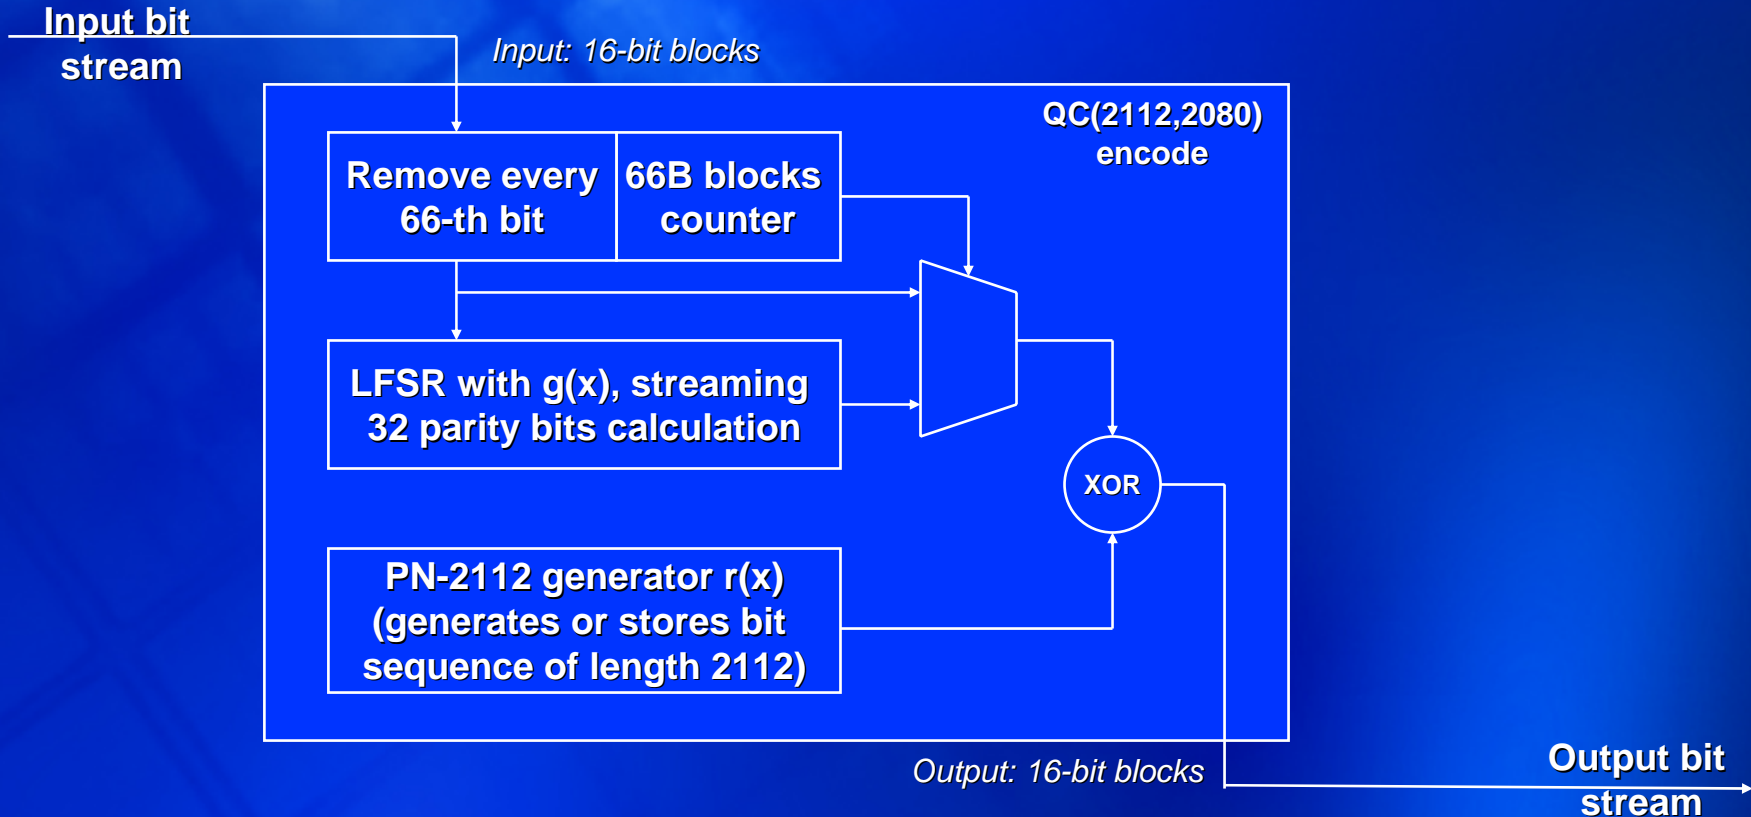 Input bit
stream
Input: 16-bit blocks
QC(2112,2080)
encode
Remove every
66-th bit
66B blocks
counter
LFSR with g(x), streaming
32 parity bits calculation
XOR
PN-2112 generator r(x)
(generates or stores bit
sequence of length 2112)
Output: 16-bit blocks
Output bit
stream